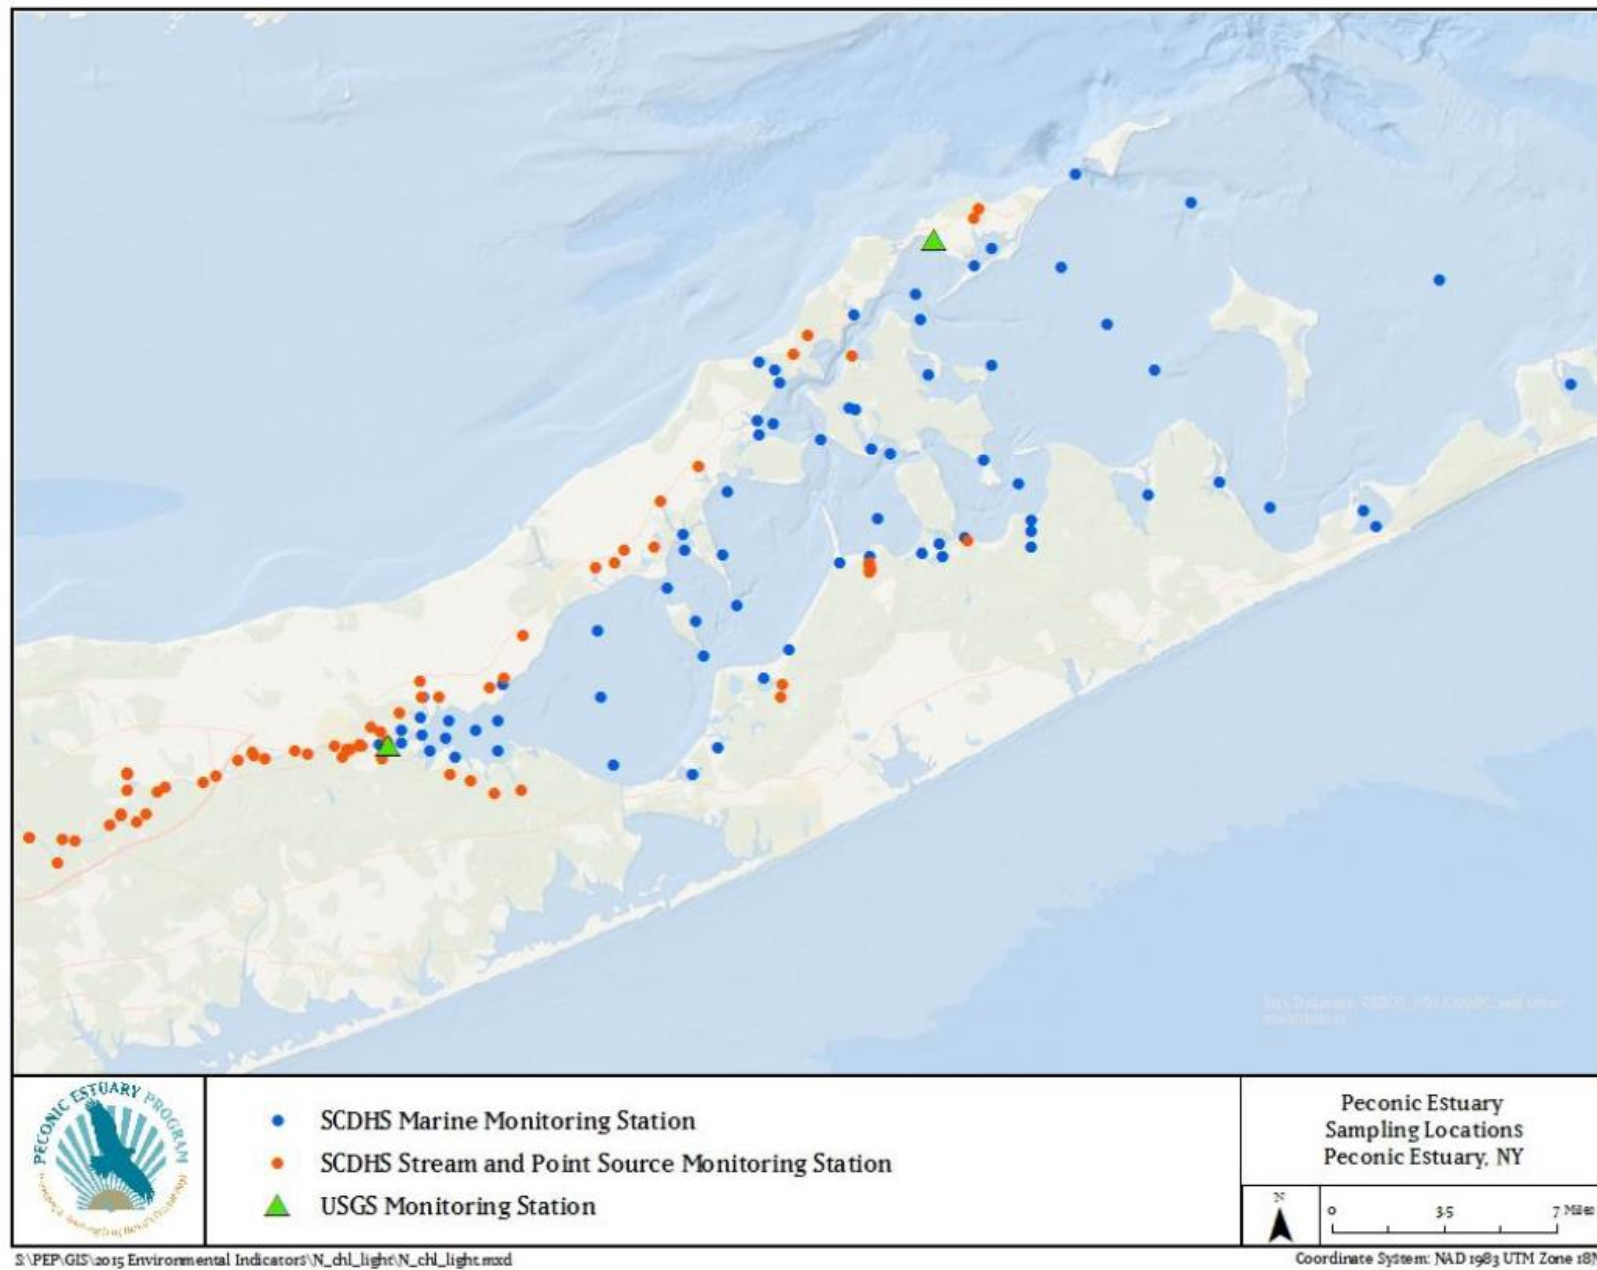 PECONIC ESTUARY PROGRAM
SCDHS Marine Monitoring Station
SCDHS Stream and Point Source Monitoring Station
USGS Monitoring Station
Peconic Estuary
Sampling Locations
Peconic Estuary, NY
N
0 3.5 7 Miles
S:\PEP\GIS\2015 Environmental Indicators\N_chl_light\N_chl_light.mxd
Coordinate System: NAD 1983 UTM Zone 18N